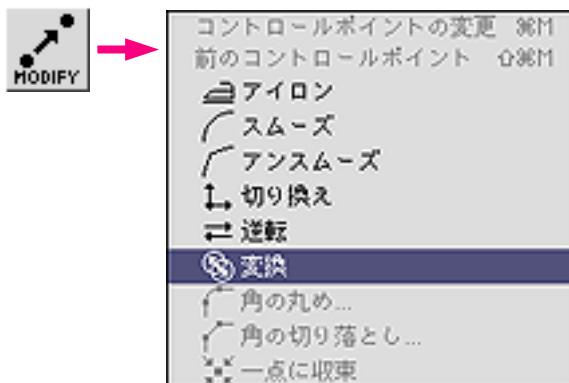 MODIFY
コントロールポイントの変更 ⌘M
前のコントロールポイント ⇧⌘M
アイロン
スムーズ
アンスムーズ
切り換え
逆転
変換
角の丸め...
角の切り落とし...
一点に収束